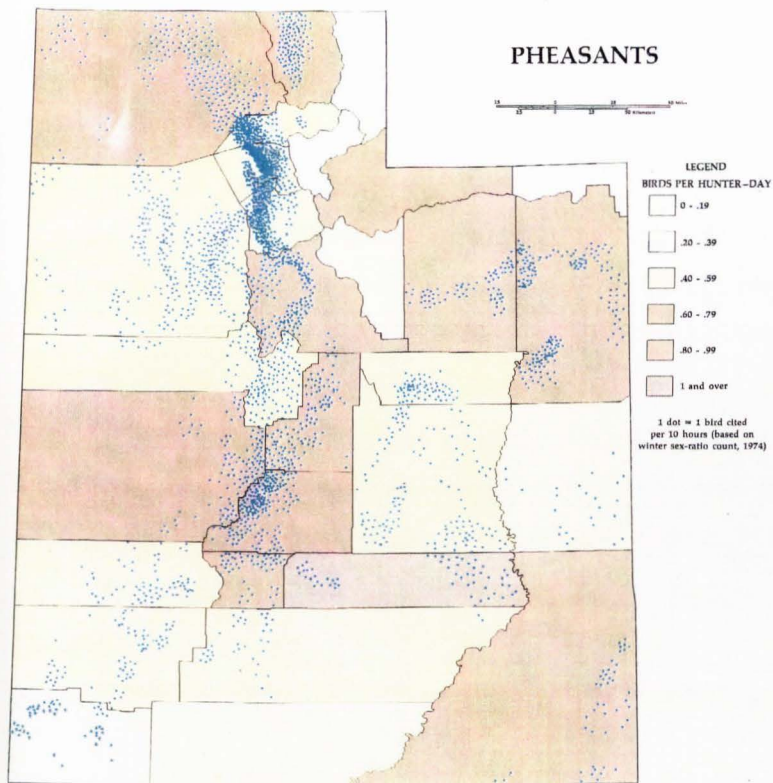 PHEASANTS
LEGEND
BIRDS PER HUNTER-DAY
0 - .19
.20 - .39
.40 - .59
.60 - .79
.80 - .99
1 and over
1 dot = 1 bird cited
per 10 hours (based on
winter sex-ratio count, 1974)